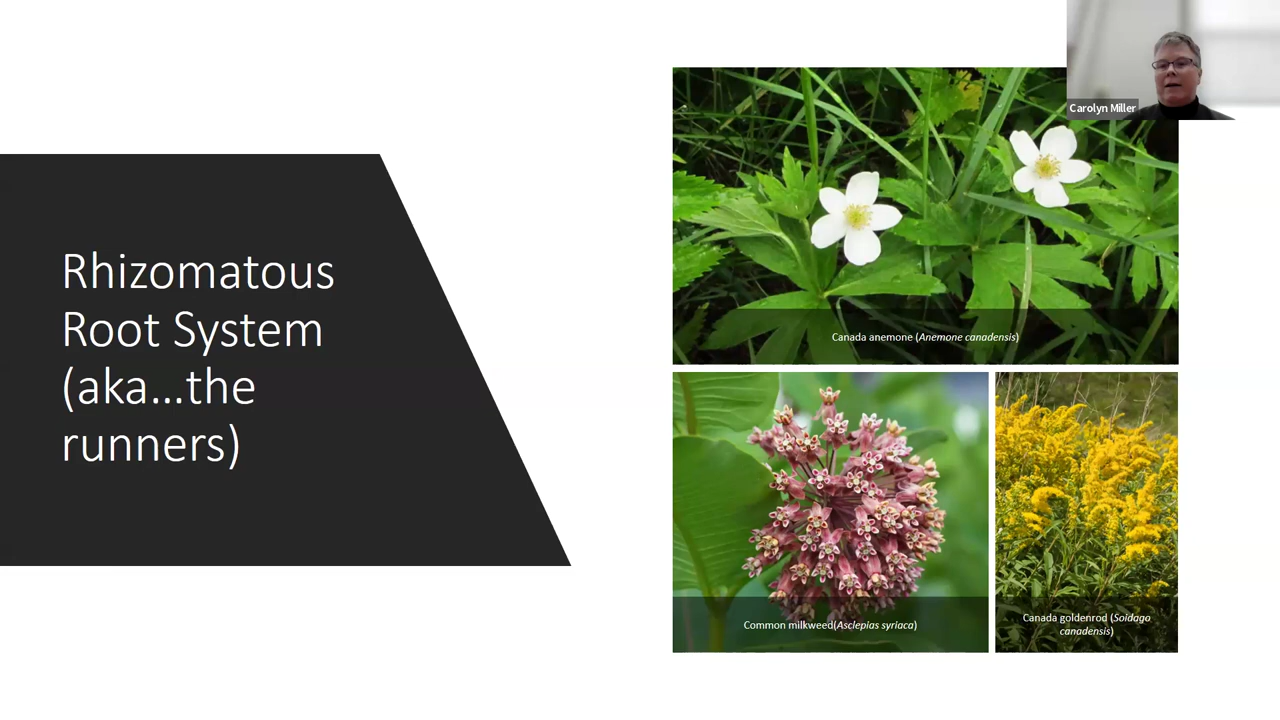 Rhizomatous
Root System
(aka...the
runners)
Carolyn Miller
Canada anemone (Anemone canadensis)
Common milkweed(Asclepias syriaca)
Canada goldenrod (Soidago
canadensis)